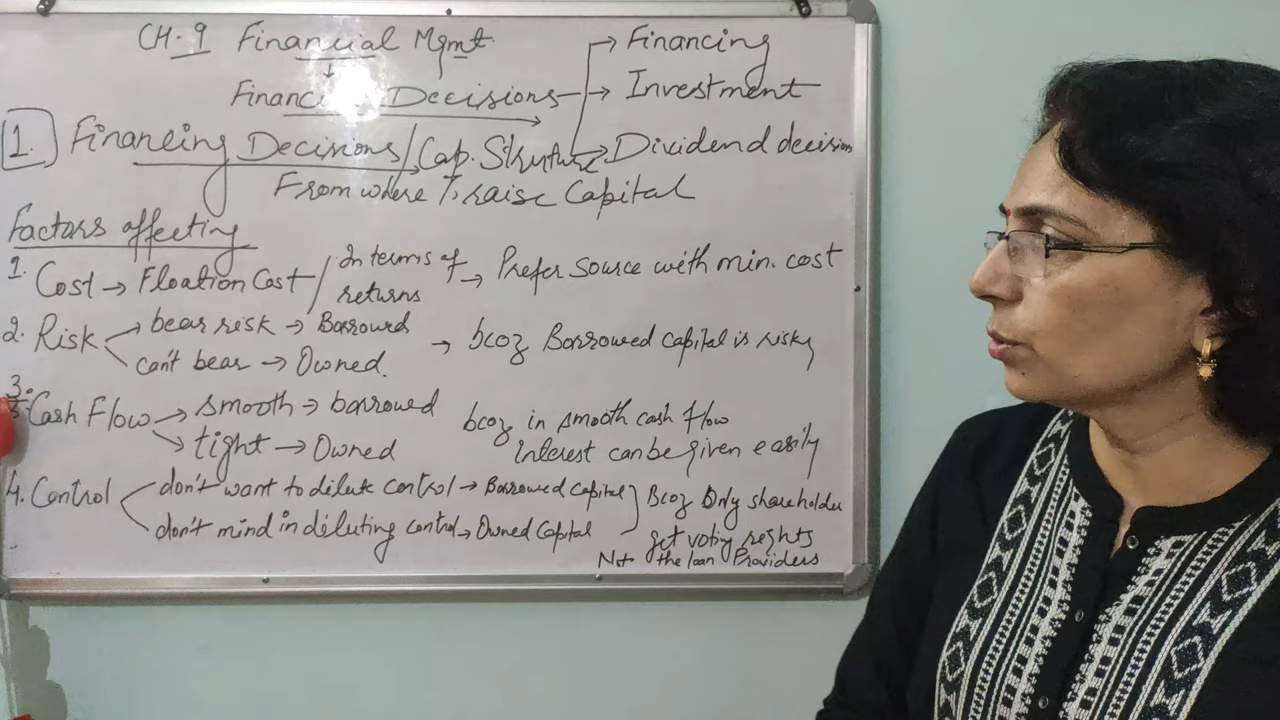 CH. 9 Financial Mgmt
Financ Decisions → Financing
→ Investment
→ Dividend decision
1. Financing Decisions / Cap. Structure
From where To raise Capital
Factors affecting
1. Cost → Floation Cost / In terms of returns → Prefer source with min. cost
2. Risk → bear risk → Borrowed
can't bear → Owned.
→ bcoz Borrowed capital is risky
3. Cash Flow → smooth → borrowed
→ tight → Owned
bcoz in smooth cash flow
Interest can be given easily
4. Control don't want to dilute control → Borrowed Capital
don't mind in diluting control → Owned Capital
Bcoz Only shareholder
get voting rights
Not the loan Providers